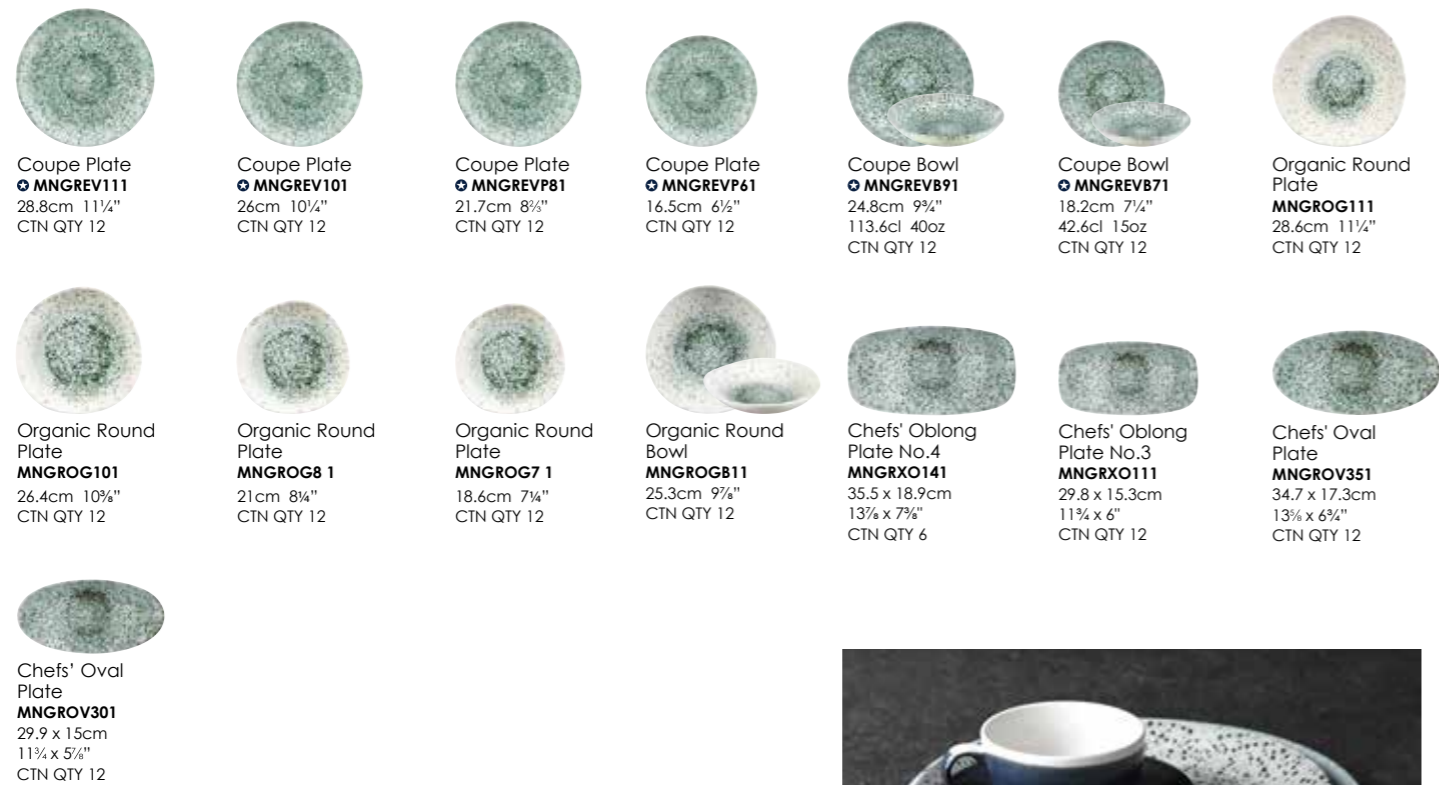 Coupe Plate
✪ MNGREV111
28.8cm 11¼”
CTN QTY 12
Coupe Plate
✪ MNGREV101
26cm 10¼”
CTN QTY 12
Coupe Plate
✪ MNGREVP81
21.7cm 8⅔”
CTN QTY 12
Coupe Plate
✪ MNGREVP61
16.5cm 6½”
CTN QTY 12
Coupe Bowl
✪ MNGREVB91
24.8cm 9¾”
113.6cl 40oz
CTN QTY 12
Coupe Bowl
✪ MNGREVB71
18.2cm 7¼”
42.6cl 15oz
CTN QTY 12
Organic Round
Plate
MNGROG111
28.6cm 11¼”
CTN QTY 12
Organic Round
Plate
MNGROG101
26.4cm 10⅜”
CTN QTY 12
Organic Round
Plate
MNGROG8 1
21cm 8¼”
CTN QTY 12
Organic Round
Plate
MNGROG7 1
18.6cm 7¼”
CTN QTY 12
Organic Round
Bowl
MNGROGB11
25.3cm 9⅞”
CTN QTY 12
Chefs' Oblong
Plate No.4
MNGRXO141
35.5 x 18.9cm
13⅞ x 7⅜"
CTN QTY 6
Chefs' Oblong
Plate No.3
MNGRXO111
29.8 x 15.3cm
11¾ x 6"
CTN QTY 12
Chefs' Oval
Plate
MNGROV351
34.7 x 17.3cm
13⅝ x 6¾”
CTN QTY 12
Chefs’ Oval
Plate
MNGROV301
29.9 x 15cm
11¾ x 5⅞”
CTN QTY 12